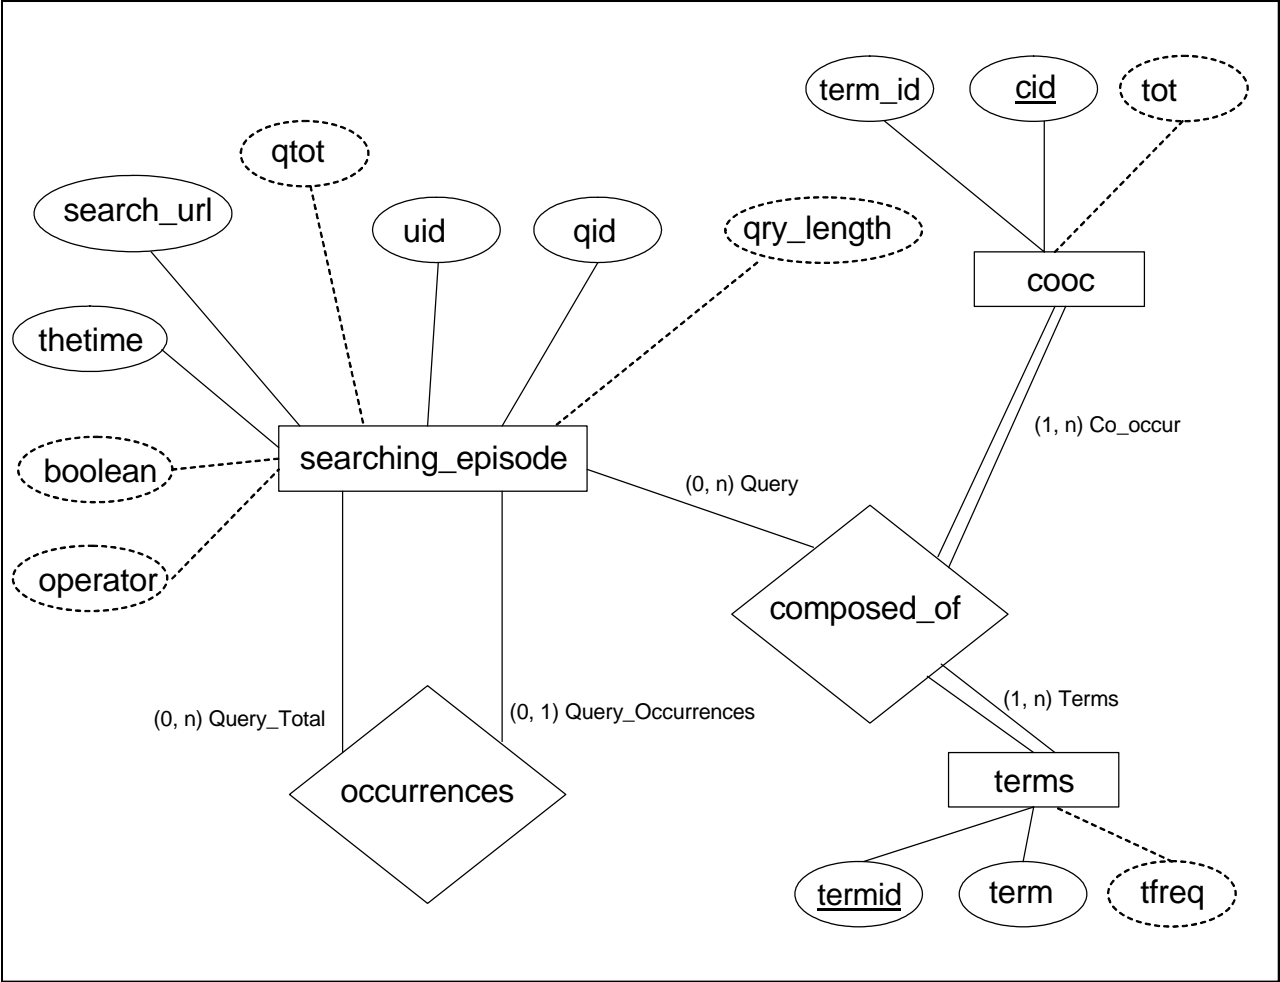 term_id
cid
tot
qtot
search_url
uid
qid
qry_length
cooc
thetime
(1, n) Co_occur
boolean
searching_episode
(0, n) Query
operator
composed_of
(0, n) Query_Total
(0, 1) Query_Occurrences
(1, n) Terms
occurrences
terms
termid
term
tfreq